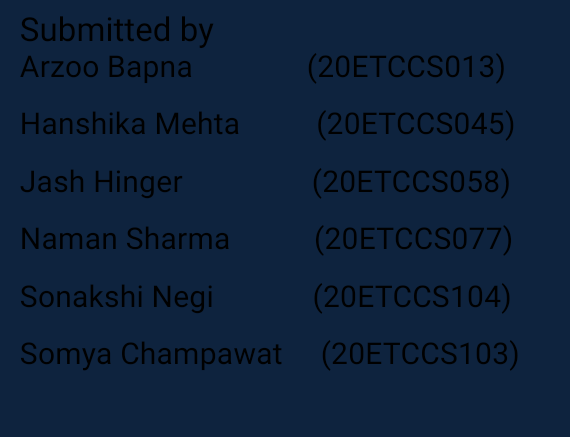 Submitted by
Arzoo Bapna (20ETCCS013)
Hanshika Mehta (20ETCCS045)
Jash Hinger (20ETCCS058)
Naman Sharma (20ETCCS077)
Sonakshi Negi (20ETCCS104)
Somya Champawat (20ETCCS103)